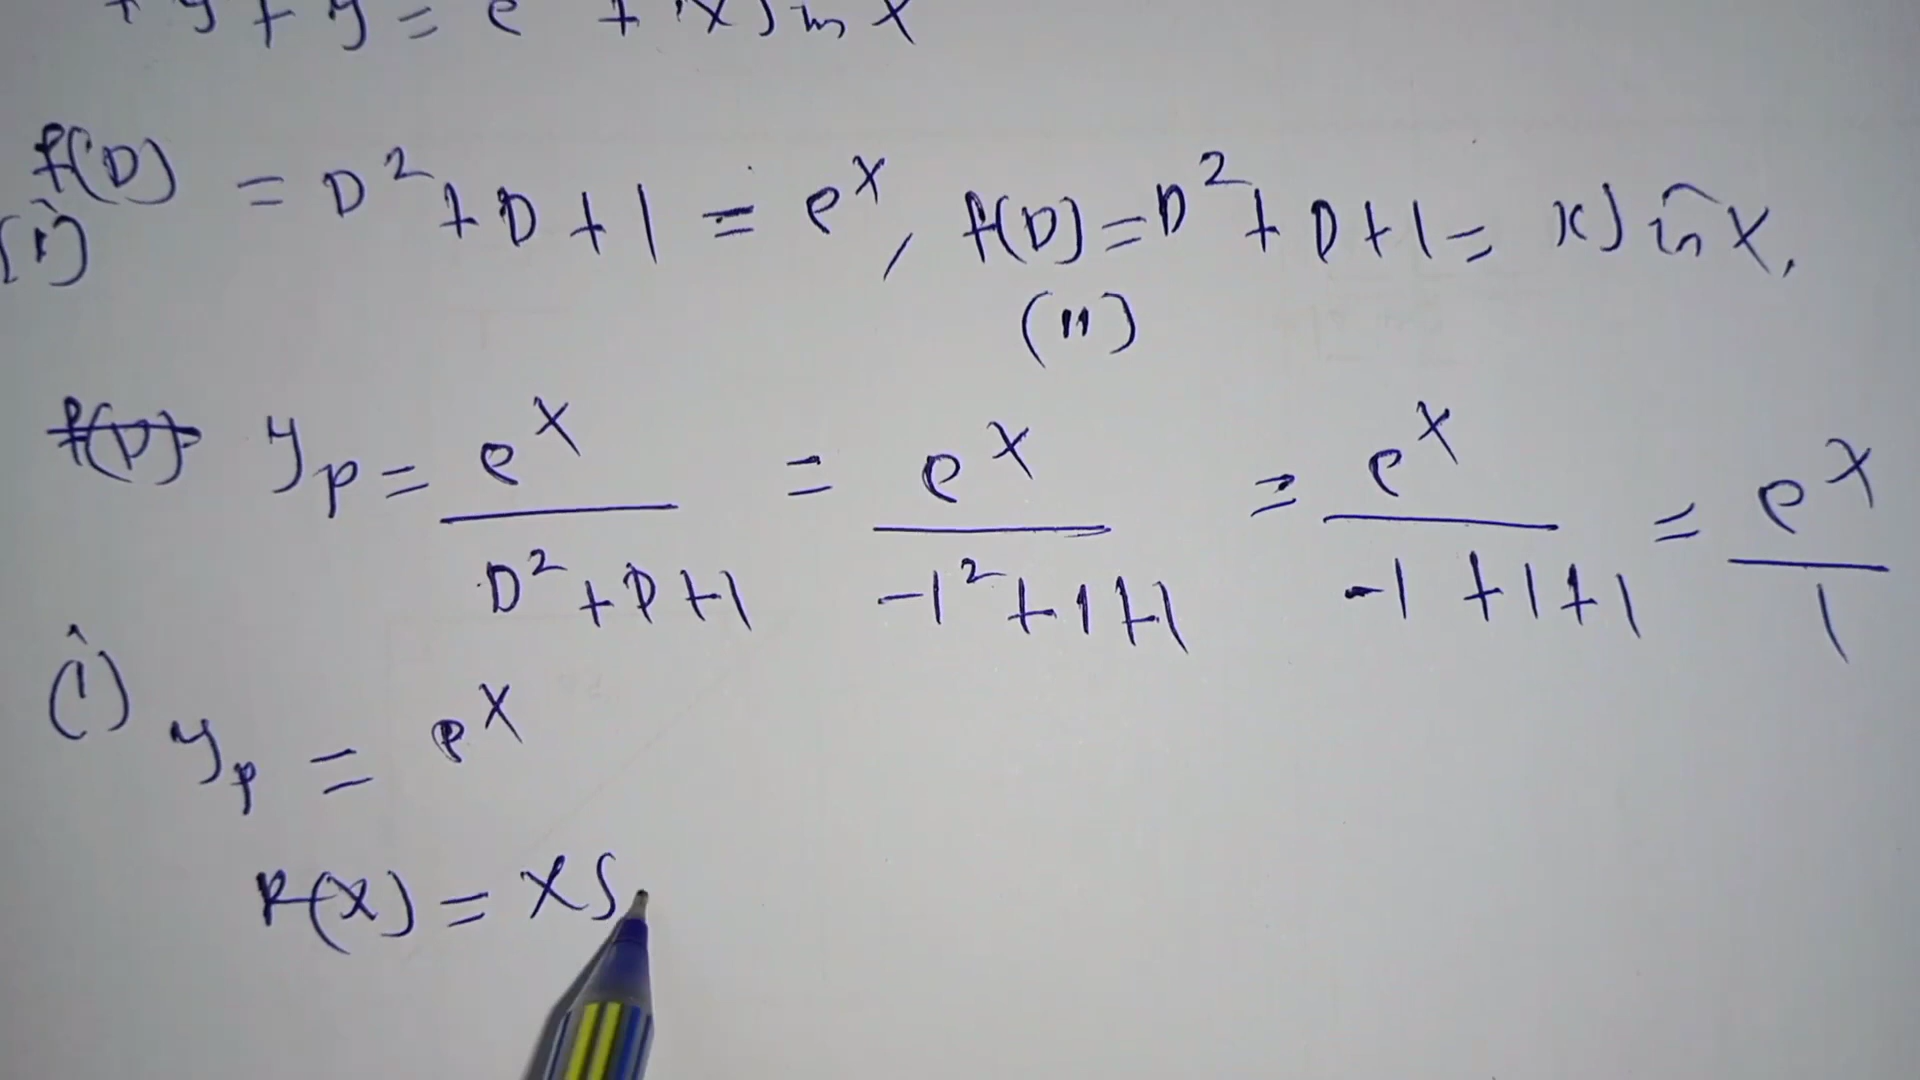 + y + y = e + x sin x
f(D) = D² + D + 1 = eˣ, f(D) = D² + D + 1 = x sin x.
(i) (ii)
f(D) yₚ = eˣ / D² + D + 1 = eˣ / -1² + 1 + 1 = eˣ / -1 + 1 + 1 = eˣ / 1
(i) yₚ = eˣ
R(x) = x S